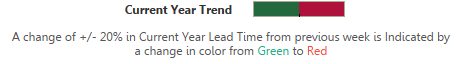 Current Year Trend
A change of +/- 20% in Current Year Lead Time from previous week is Indicated by
a change in color from Green to Red